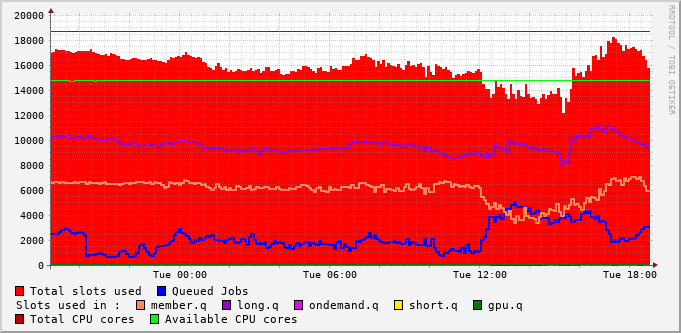 20000
18000
16000
14000
12000
10000
8000
6000
4000
2000
0
Tue 00:00 Tue 06:00 Tue 12:00 Tue 18:00
RRDTOOL / TOBI OETIKER
Total slots used Queued Jobs
Slots used in : member.q long.q ondemand.q short.q gpu.q
Total CPU cores Available CPU cores